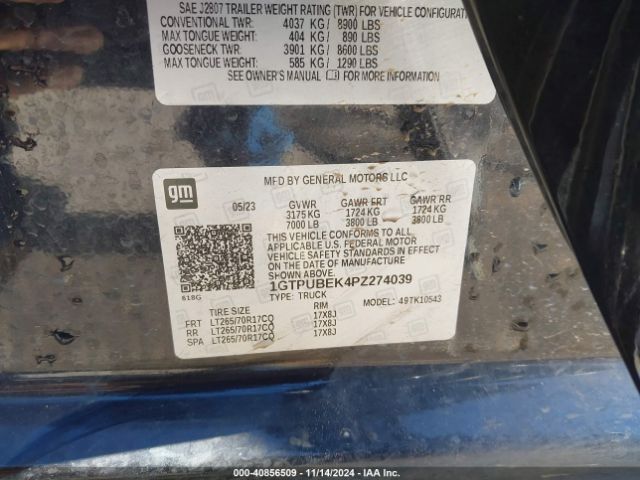 SAE J2807 TRAILER WEIGHT RATING (TWR) FOR VEHICLE CONFIGURATION
CONVENTIONAL TWR: 4037 KG / 8900 LBS
MAX TONGUE WEIGHT: 404 KG / 890 LBS
GOOSENECK TWR: 3901 KG / 8600 LBS
MAX TONGUE WEIGHT: 585 KG / 1290 LBS
SEE OWNER'S MANUAL FOR MORE INFORMATION
gm
MFD BY GENERAL MOTORS LLC
05/23 GVWR GAWR FRT GAWR RR
3175 KG 1724 KG 1724 KG
7000 LB 3800 LB 3800 LB
THIS VEHICLE CONFORMS TO ALL
APPLICABLE U.S. FEDERAL MOTOR
VEHICLE SAFETY STANDARDS IN EFFECT
ON THE DATE OF MANUFACTURE
SHOWN ABOVE.
1GTPUBEK4PZ274039
818G TYPE: TRUCK MODEL: 49TK10543
TIRE SIZE RIM
FRT LT265/70R17CQ 17X8J
RR LT265/70R17CQ 17X8J
SPA LT265/70R17CQ 17X8J
000-40856509 - 11/14/2024 - IAA Inc.